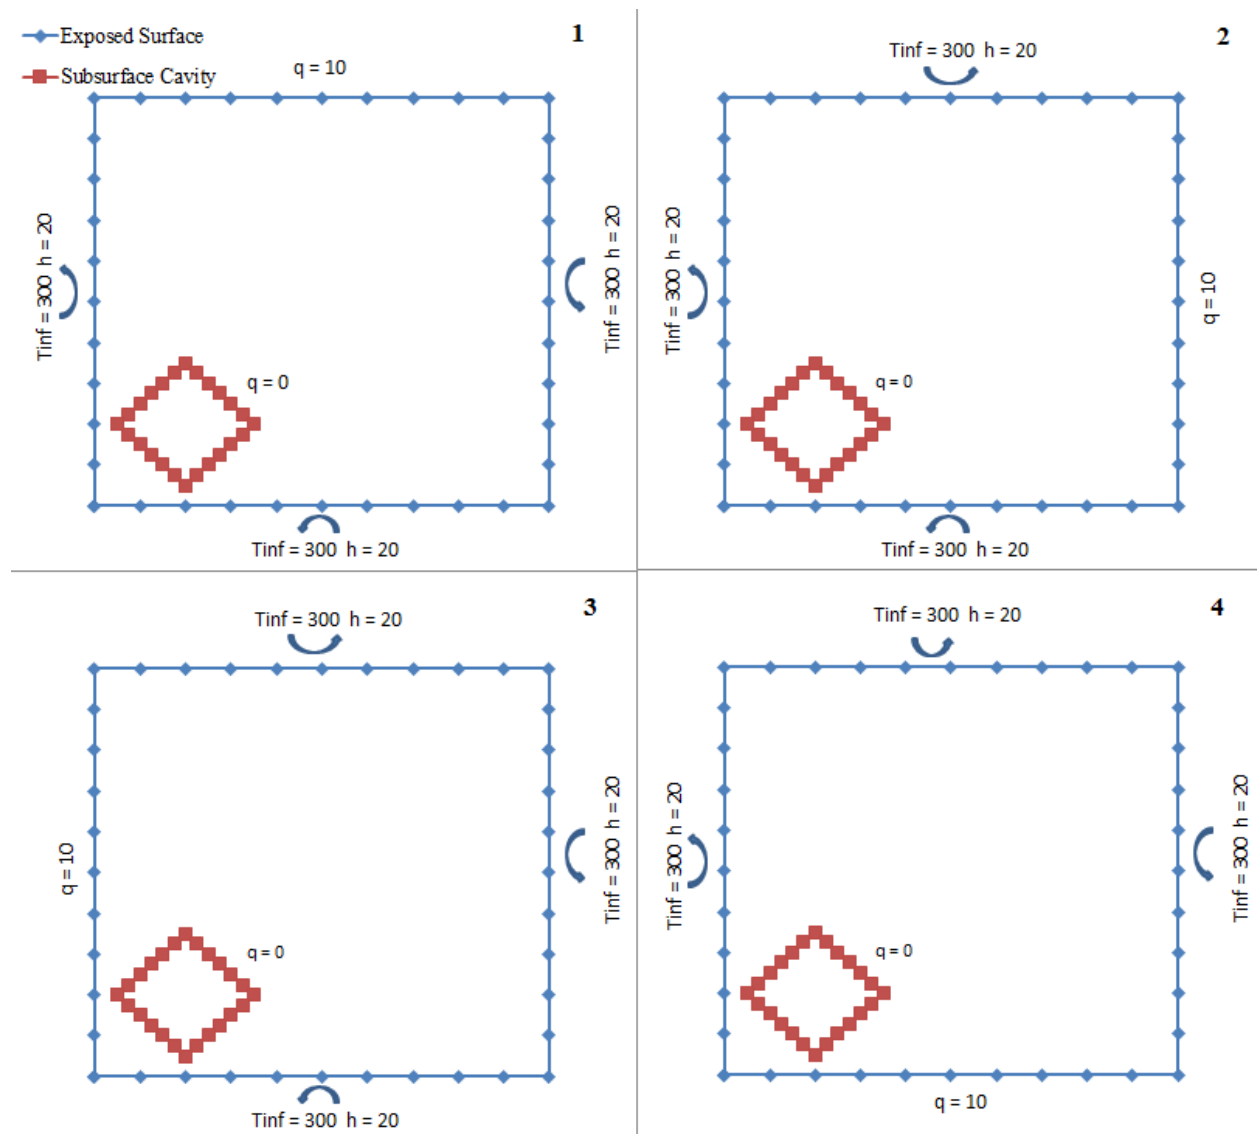 Exposed Surface
Subsurface Cavity
1
q = 10
Tinf = 300 h = 20
Tinf = 300 h = 20
q = 0
Tinf = 300 h = 20
2
Tinf = 300 h = 20
Tinf = 300 h = 20
q = 10
q = 0
Tinf = 300 h = 20
3
Tinf = 300 h = 20
q = 10
Tinf = 300 h = 20
q = 0
Tinf = 300 h = 20
4
Tinf = 300 h = 20
Tinf = 300 h = 20
Tinf = 300 h = 20
q = 0
q = 10